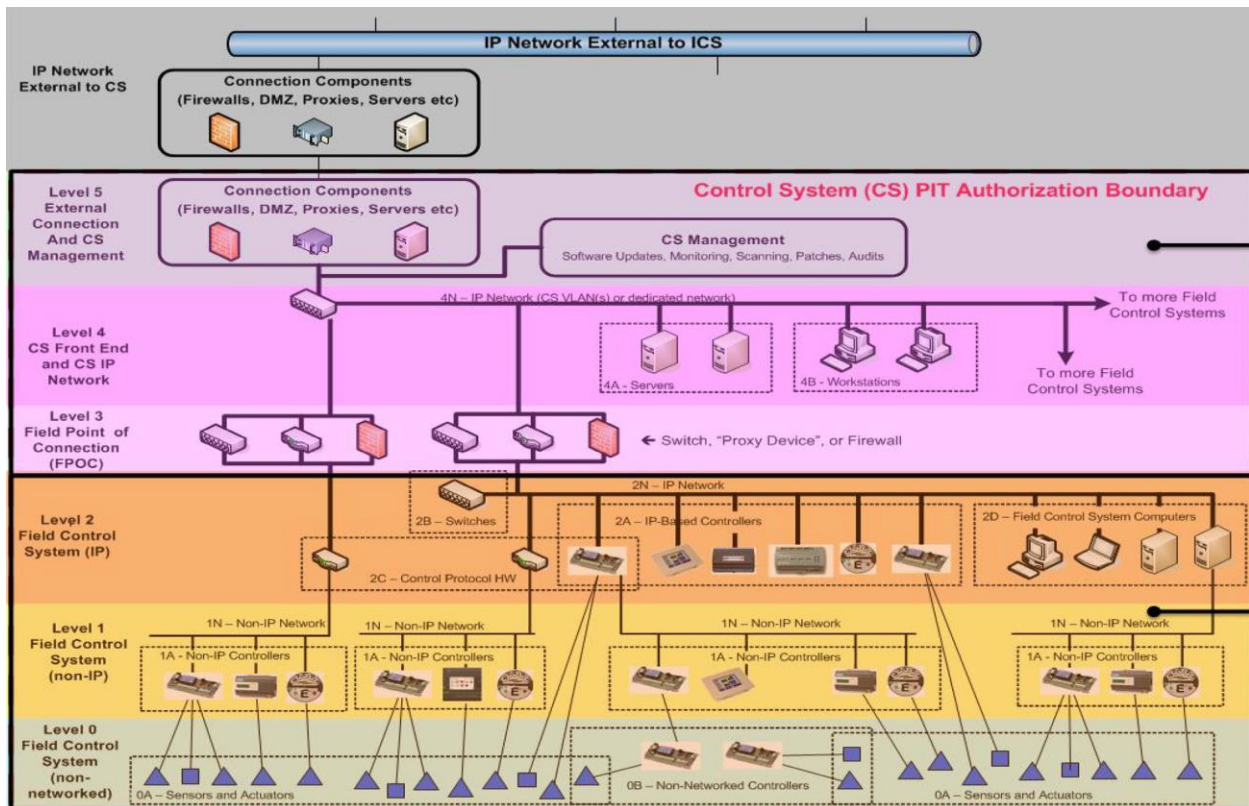 IP Network External to ICS
IP Network
External to CS
Connection Components
(Firewalls, DMZ, Proxies, Servers etc)
Level 5
External
Connection
And CS
Management
Connection Components
(Firewalls, DMZ, Proxies, Servers etc)
Control System (CS) PIT Authorization Boundary
CS Management
Software Updates, Monitoring, Scanning, Patches, Audits
4N – IP Network (CS VLAN(s) or dedicated network)
To more Field
Control Systems
Level 4
CS Front End
and CS IP
Network
4A - Servers
4B - Workstations
To more Field
Control Systems
Level 3
Field Point of
Connection
(FPOC)
← Switch, "Proxy Device", or Firewall
2N – IP Network
Level 2
Field Control
System (IP)
2B – Switches
2A – IP-Based Controllers
2D – Field Control System Computers
E
2C – Control Protocol HW
Level 1
Field Control
System
(non-IP)
1N – Non-IP Network
1N – Non-IP Network
1N – Non-IP Network
1N – Non-IP Network
1A - Non-IP Controllers
1A - Non-IP Controllers
1A - Non-IP Controllers
1A - Non-IP Controllers
E
E
E
E
Level 0
Field Control
System
(non-
networked)
0A – Sensors and Actuators
0B – Non-Networked Controllers
0A – Sensors and Actuators